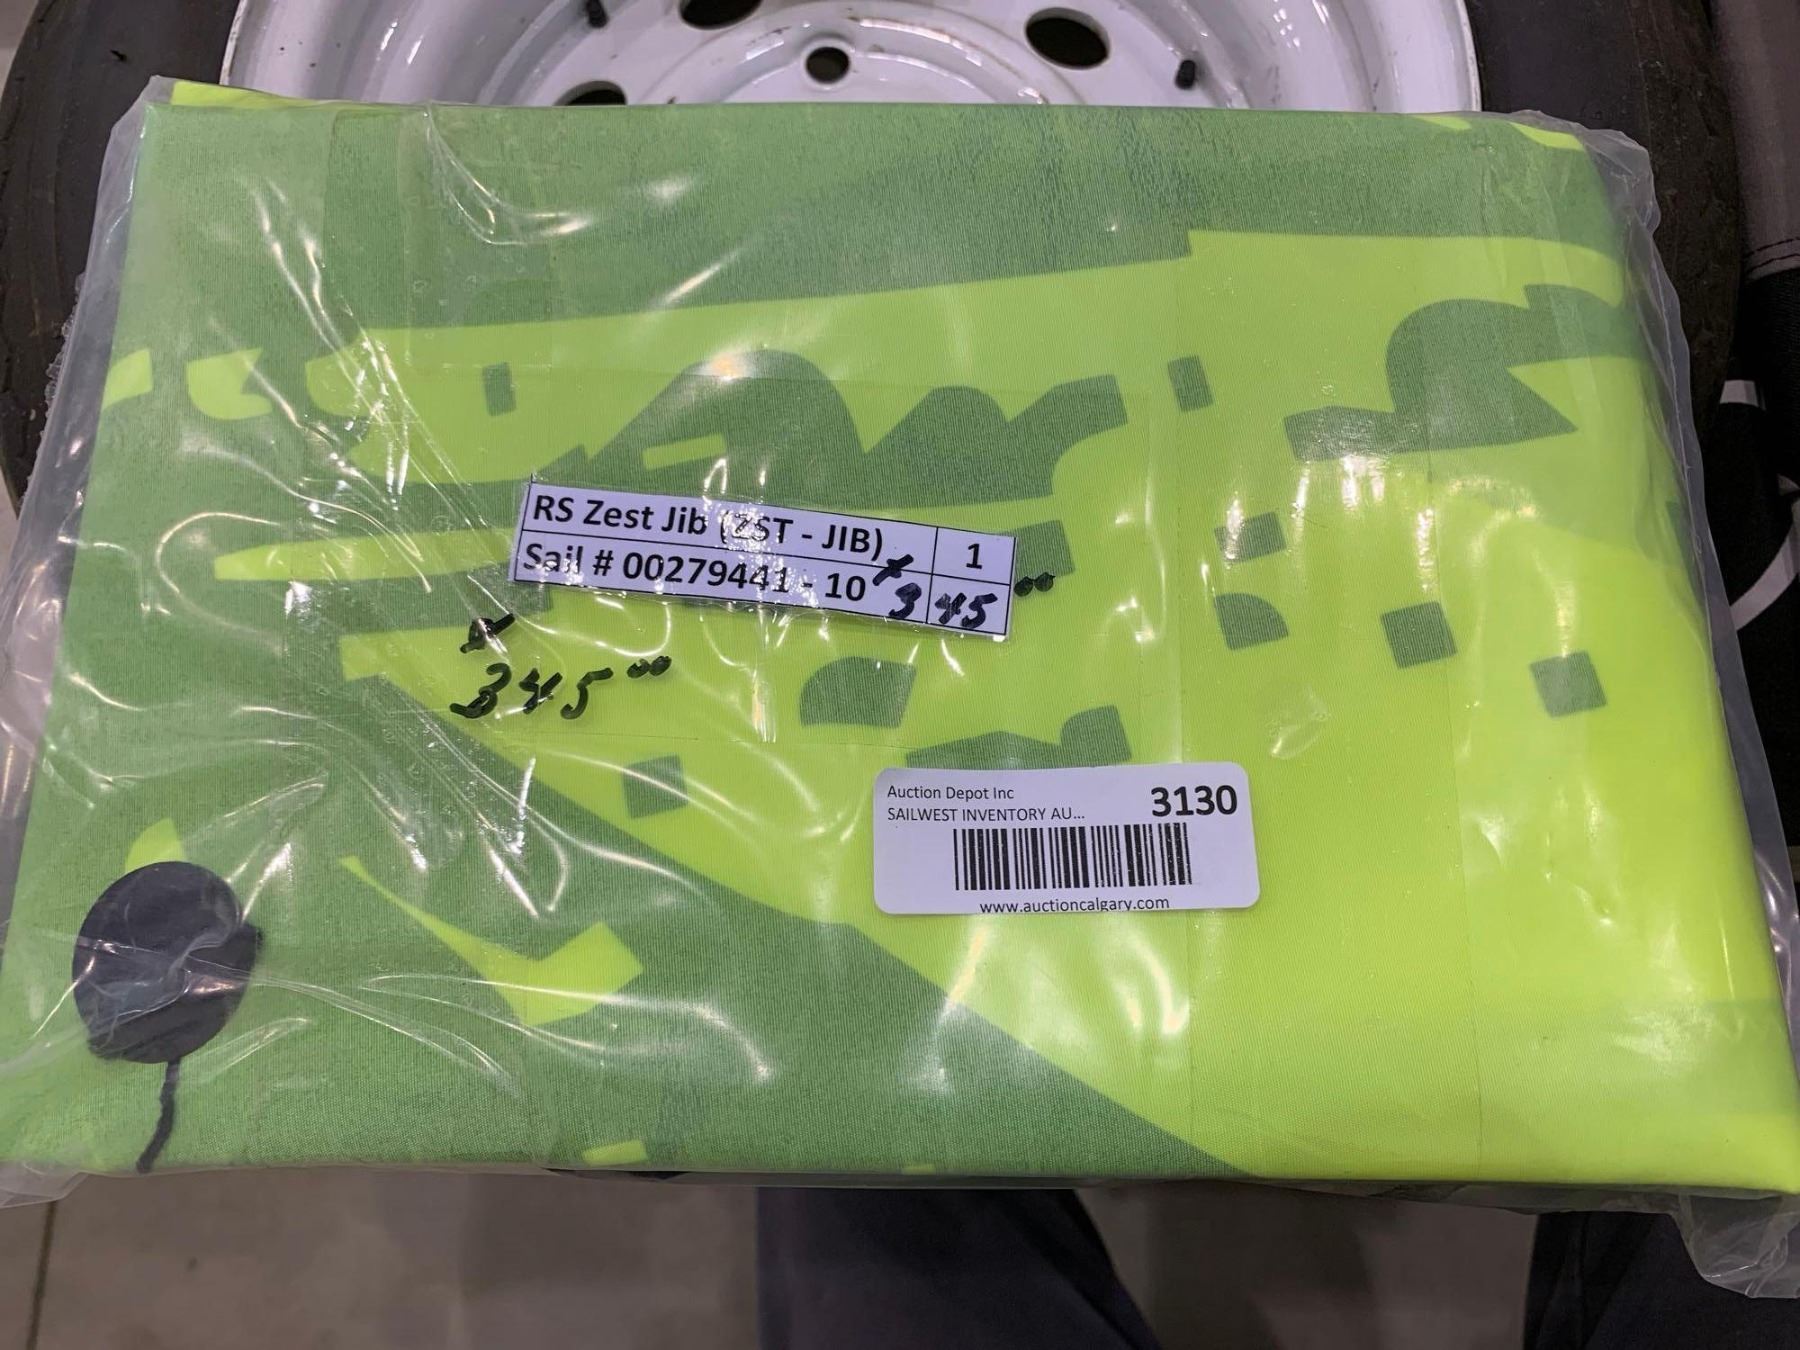 RS Zest Jib (ZST - JIB) 1
Sail # 00279441 - 10 345 00
345 00
Auction Depot Inc 3130
SAILWEST INVENTORY AU...
www.auctioncalgary.com